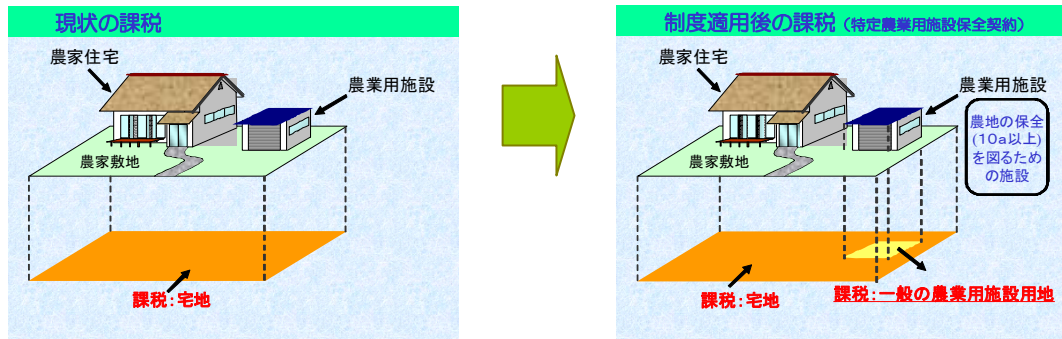 現状の課税
農家住宅
農業用施設
農家敷地
課税:宅地
制度適用後の課税（特定農業用施設保全契約）
農家住宅
農業用施設
農地の保全
(10a以上)
を図るため
の施設
農家敷地
課税:宅地
課税:一般の農業用施設用地